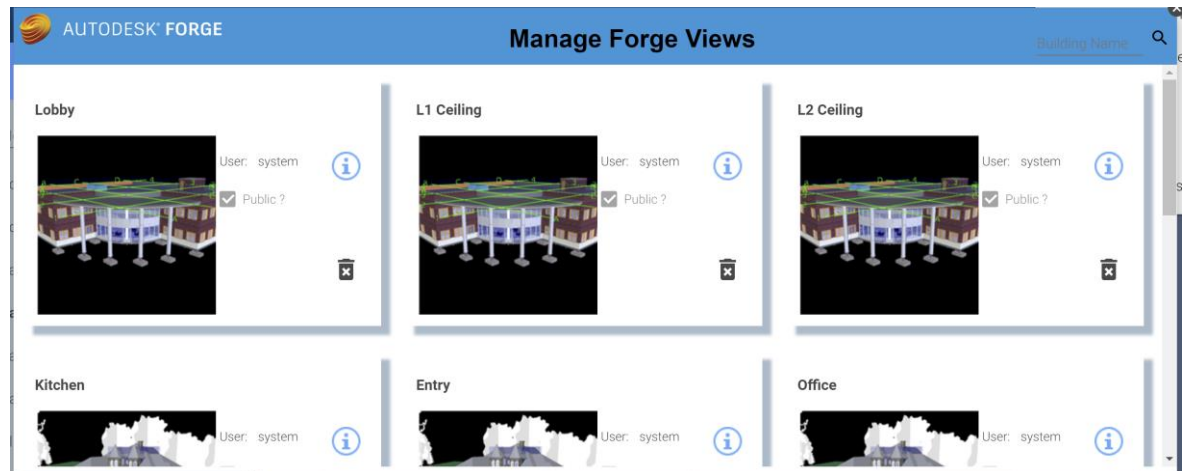 AUTODESK® FORGE
Manage Forge Views
Building Name
Lobby
User: system
Public ?
L1 Ceiling
User: system
Public ?
L2 Ceiling
User: system
Public ?
Kitchen
User: system
Entry
User: system
Office
User: system